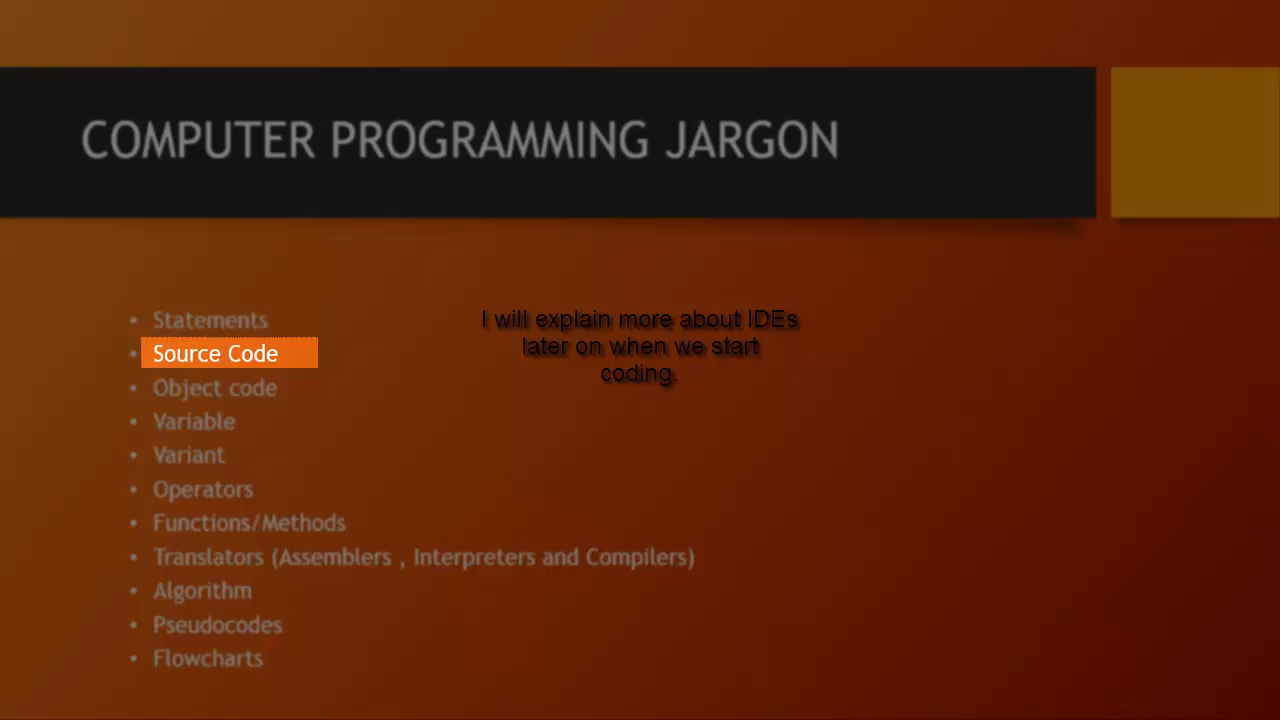 COMPUTER PROGRAMMING JARGON
• Statements
• Source Code
• Object code
• Variable
• Variant
• Operators
• Functions/Methods
• Translators (Assemblers , Interpreters and Compilers)
• Algorithm
• Pseudocodes
• Flowcharts
I will explain more about IDEs
later on when we start
coding.